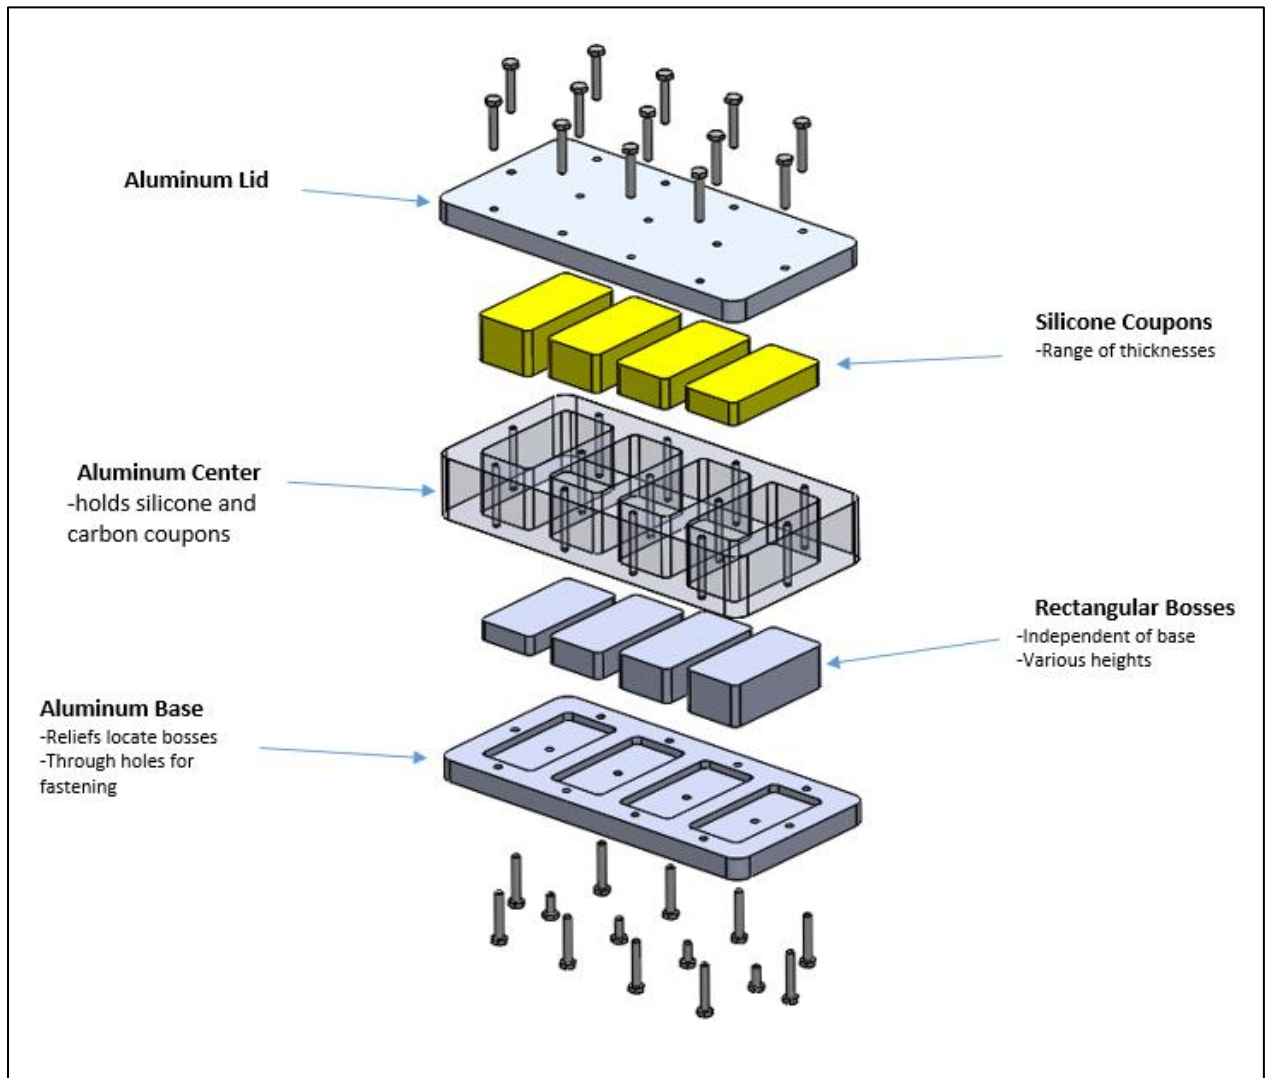 Aluminum Lid
Silicone Coupons
-Range of thicknesses
Aluminum Center
-holds silicone and
carbon coupons
Rectangular Bosses
-Independent of base
-Various heights
Aluminum Base
-Reliefs locate bosses
-Through holes for
fastening